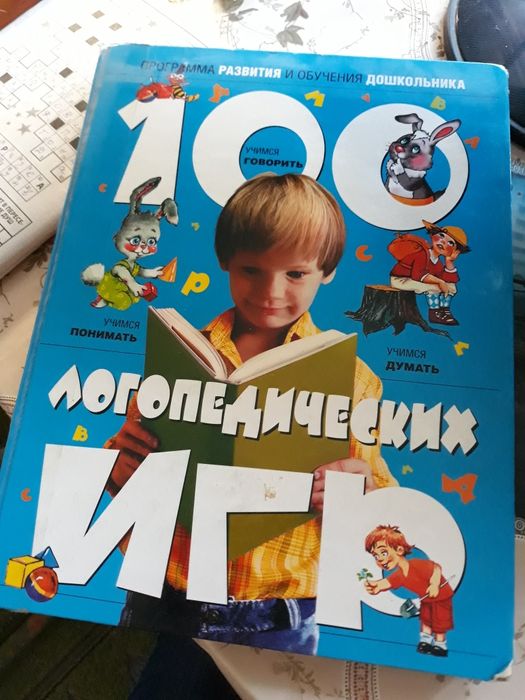 ПРОГРАММА РАЗВИТИЯ И ОБУЧЕНИЯ ДОШКОЛЬНИКА
100
УЧИМСЯ
ГОВОРИТЬ
УЧИМСЯ
ПОНИМАТЬ
УЧИМСЯ
ДУМАТЬ
ЛОГОПЕДИЧЕСКИХ
ИГР